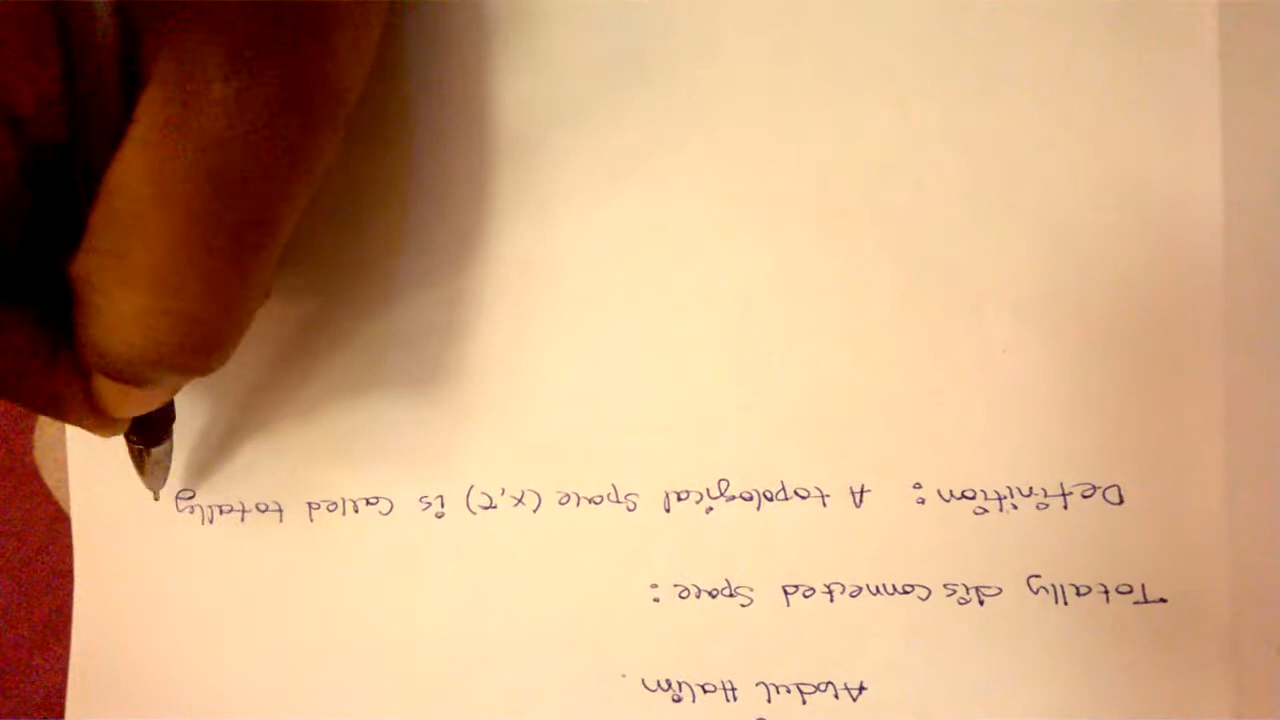 Abdul Halim.
Totally disconnected Space:
Definition: A topological Space (X,τ) is Called totally